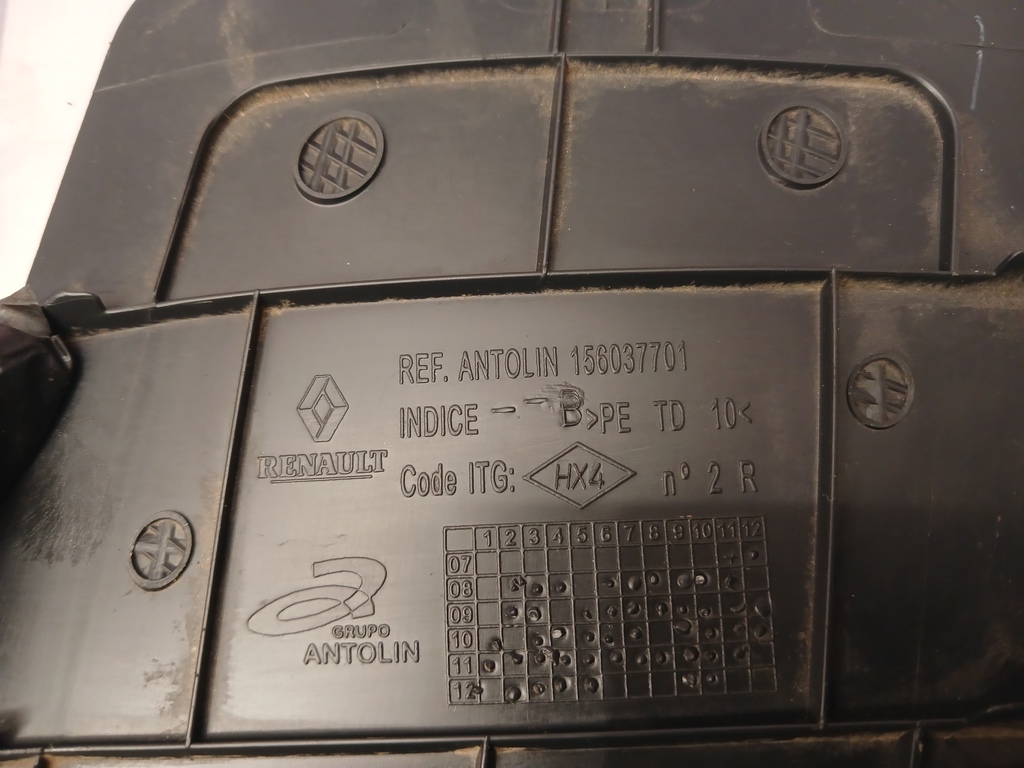 REF. ANTOLIN 156037701
INDICE - - B >PE TD 10<
Code ITG: HX4 nº 2 R
RENAULT
GRUPO
ANTOLIN
1 2 3 4 5 6 7 8 9 10 11 12
07
08
09
10
11
12